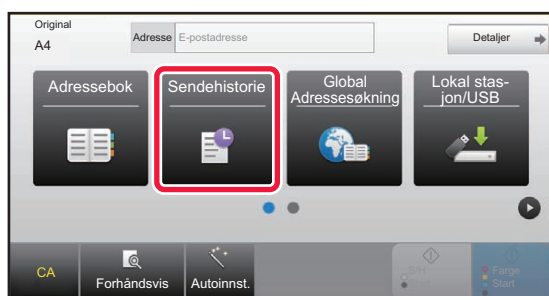 Original
A4
Adresse E-postadresse
Detaljer
Adressebok
Sendehistorie
Global
Adressesøkning
Lokal stas-
jon/USB
CA
Forhåndsvis
Autoinnst.
Farge
Start